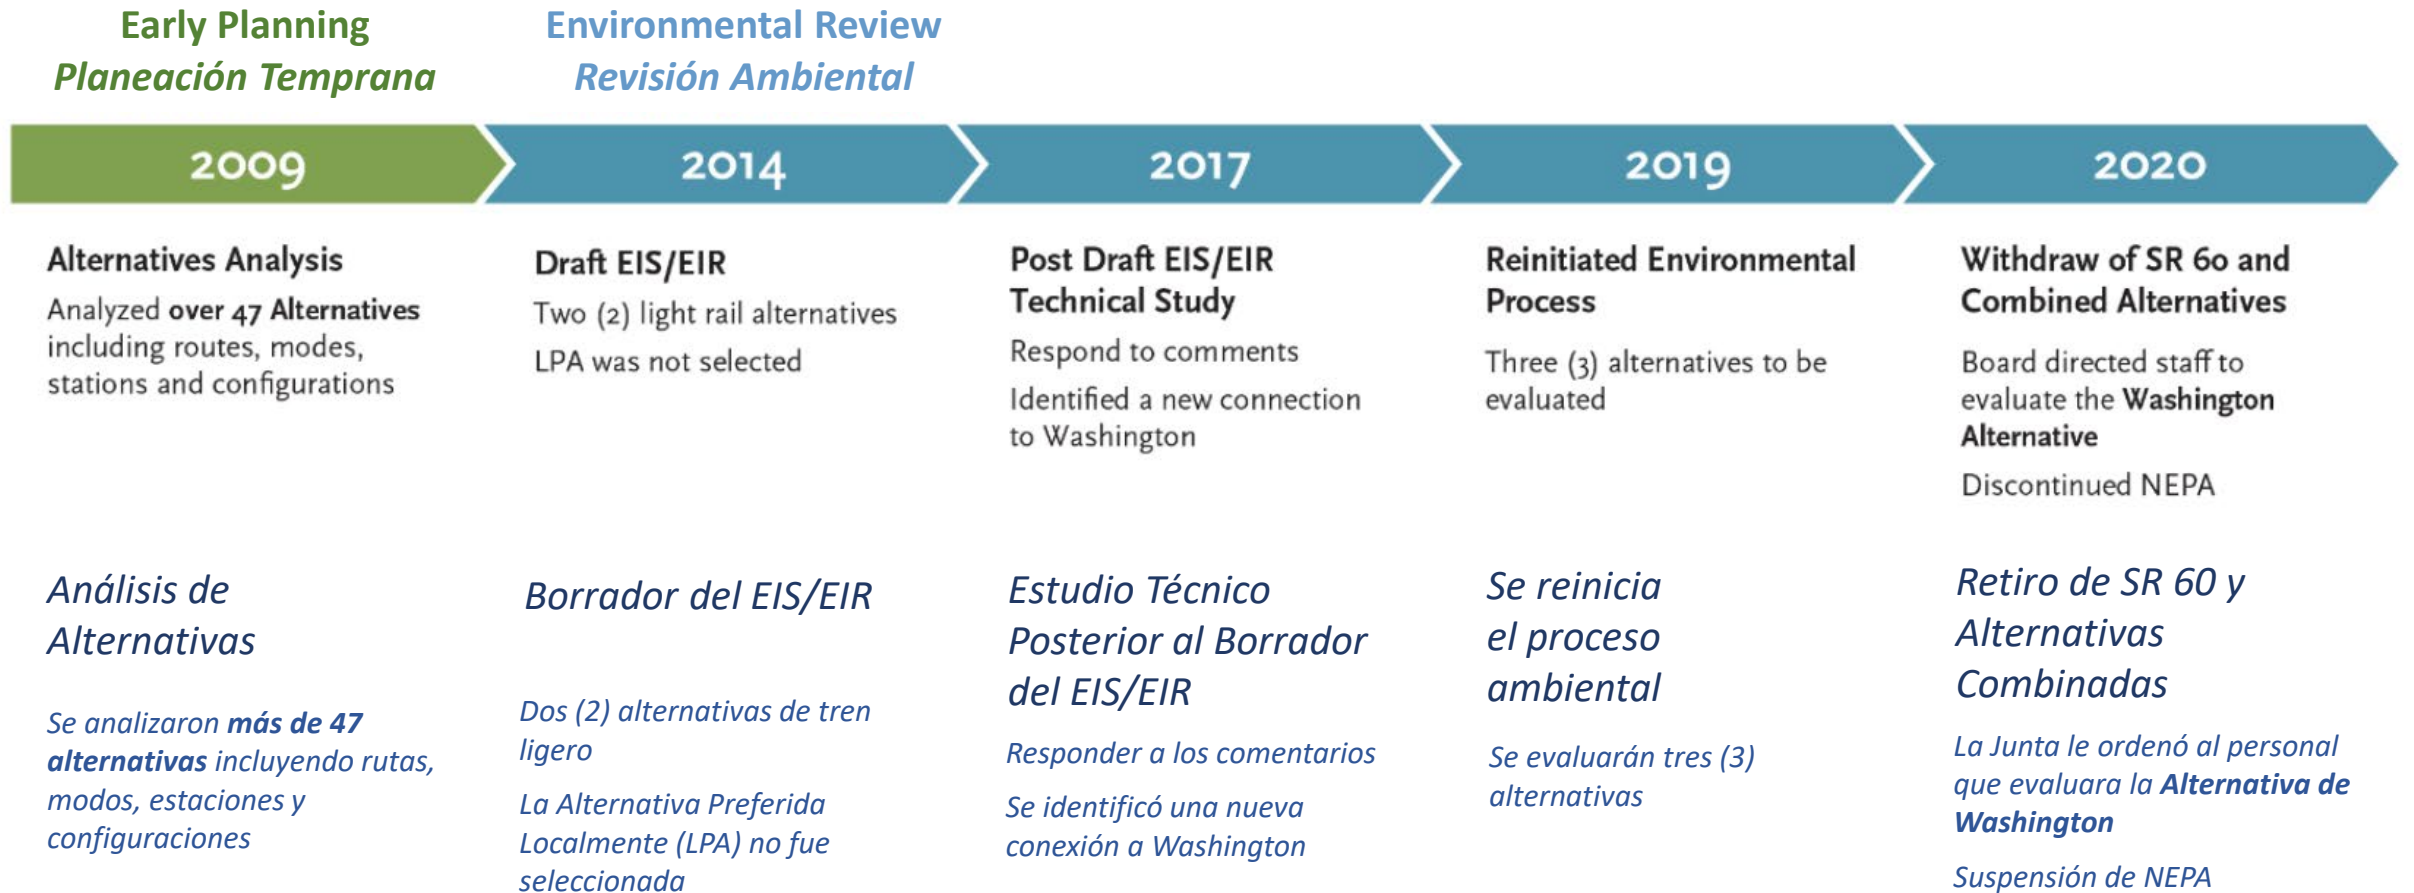 Early Planning
Planeación Temprana
Environmental Review
Revisión Ambiental
2009
2014
2017
2019
2020
Alternatives Analysis
Analyzed over 47 Alternatives
including routes, modes,
stations and configurations
Draft EIS/EIR
Two (2) light rail alternatives
LPA was not selected
Post Draft EIS/EIR
Technical Study
Respond to comments
Identified a new connection
to Washington
Reinitiated Environmental
Process
Three (3) alternatives to be
evaluated
Withdraw of SR 60 and
Combined Alternatives
Board directed staff to
evaluate the Washington
Alternative
Discontinued NEPA
Análisis de
Alternativas
Se analizaron más de 47
alternativas incluyendo rutas,
modos, estaciones y
configuraciones
Borrador del EIS/EIR
Dos (2) alternativas de tren
ligero
La Alternativa Preferida
Localmente (LPA) no fue
seleccionada
Estudio Técnico
Posterior al Borrador
del EIS/EIR
Responder a los comentarios
Se identificó una nueva
conexión a Washington
Se reinicia
el proceso
ambiental
Se evaluarán tres (3)
alternativas
Retiro de SR 60 y
Alternativas
Combinadas
La Junta le ordenó al personal
que evaluara la Alternativa de
Washington
Suspensión de NEPA